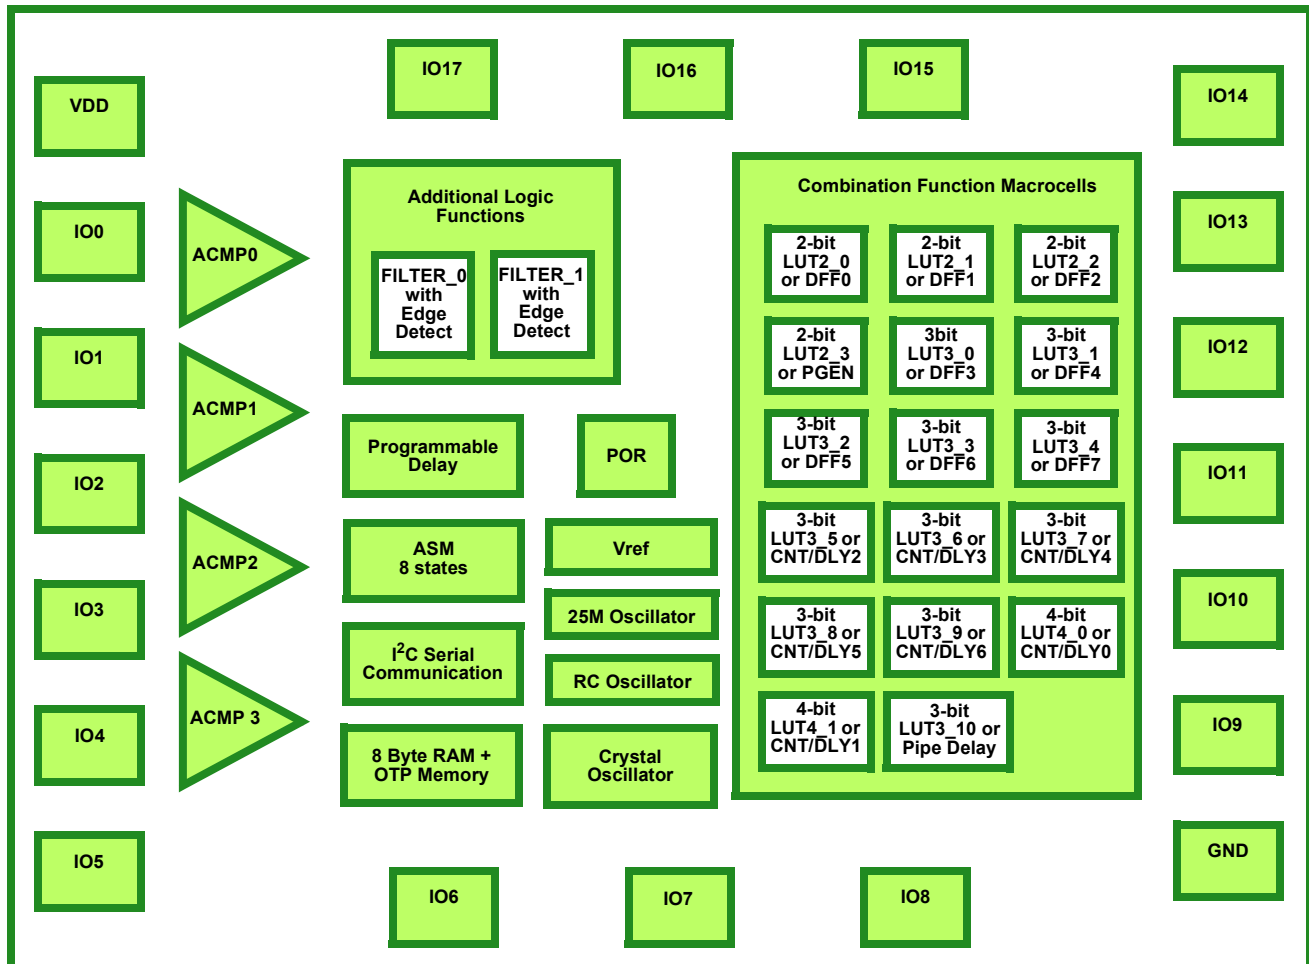 IO17
IO16
IO15
IO14
VDD
IO0
IO1
IO2
IO3
IO4
IO5
ACMP0
ACMP1
ACMP2
ACMP 3
Additional Logic
Functions
FILTER_0
with
Edge
Detect
FILTER_1
with
Edge
Detect
Programmable
Delay
POR
ASM
8 states
Vref
25M Oscillator
I²C Serial
Communication
RC Oscillator
8 Byte RAM +
OTP Memory
Crystal
Oscillator
Combination Function Macrocells
2-bit
LUT2_0
or DFF0
2-bit
LUT2_1
or DFF1
2-bit
LUT2_2
or DFF2
2-bit
LUT2_3
or PGEN
3bit
LUT3_0
or DFF3
3-bit
LUT3_1
or DFF4
3-bit
LUT3_2
or DFF5
3-bit
LUT3_3
or DFF6
3-bit
LUT3_4
or DFF7
3-bit
LUT3_5 or
CNT/DLY2
3-bit
LUT3_6 or
CNT/DLY3
3-bit
LUT3_7 or
CNT/DLY4
3-bit
LUT3_8 or
CNT/DLY5
3-bit
LUT3_9 or
CNT/DLY6
4-bit
LUT4_0 or
CNT/DLY0
4-bit
LUT4_1 or
CNT/DLY1
3-bit
LUT3_10 or
Pipe Delay
IO13
IO12
IO11
IO10
IO9
GND
IO6
IO7
IO8